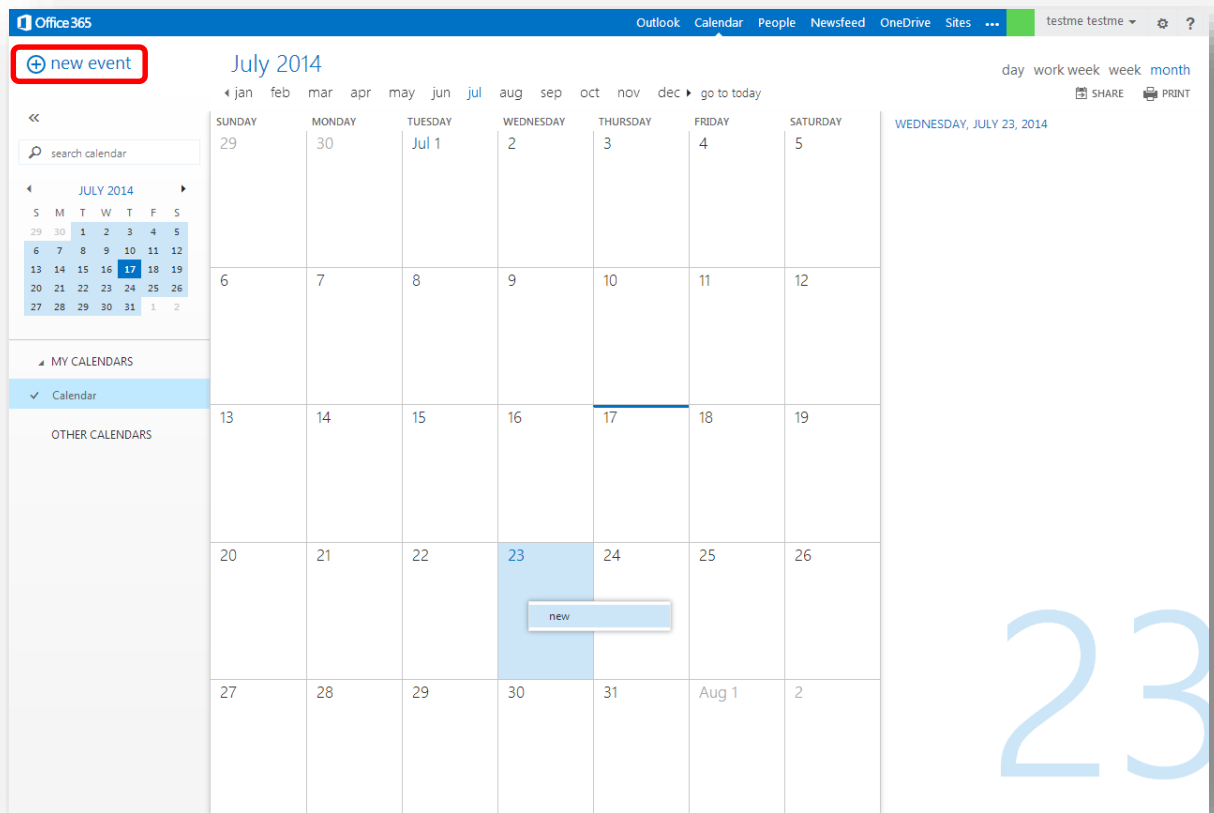 Office 365
Outlook Calendar People Newsfeed OneDrive Sites ••• testme testme ?
new event
July 2014
day work week week month
jan feb mar apr may jun jul aug sep oct nov dec go to today
SHARE PRINT
«
SUNDAY MONDAY TUESDAY WEDNESDAY THURSDAY FRIDAY SATURDAY
WEDNESDAY, JULY 23, 2014
29 30 Jul 1 2 3 4 5
search calendar
JULY 2014
S M T W T F S
29 30 1 2 3 4 5
6 7 8 9 10 11 12
13 14 15 16 17 18 19
20 21 22 23 24 25 26
27 28 29 30 31 1 2
6 7 8 9 10 11 12
MY CALENDARS
Calendar
OTHER CALENDARS
13 14 15 16 17 18 19
20 21 22 23 24 25 26
new
27 28 29 30 31 Aug 1 2
23